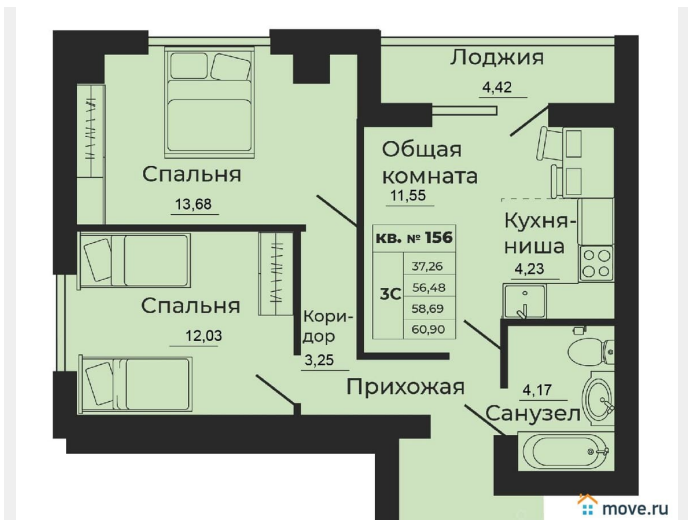 Лоджия
4,42
Общая
комната
11,55
Спальня
13,68
кв. № 156
3С
37,26
56,48
58,69
60,90
Кухня-
ниша
4,23
Спальня
12,03
Кори-
дор
3,25
Прихожая
4,17
Санузел
move.ru